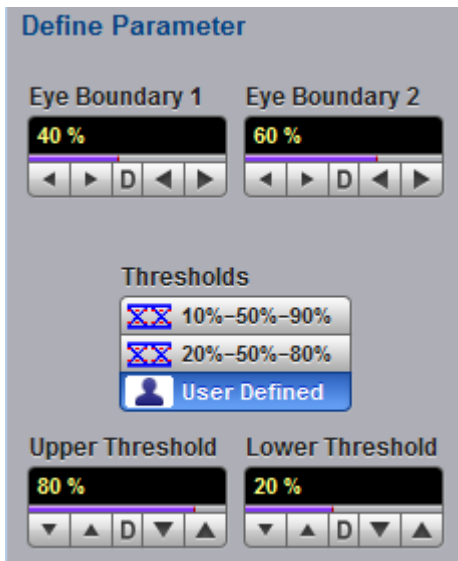 Define Parameter
Eye Boundary 1 Eye Boundary 2
40 % 60 %
D D
Thresholds
10%–50%–90%
20%–50%–80%
User Defined
Upper Threshold Lower Threshold
80 % 20 %
D D